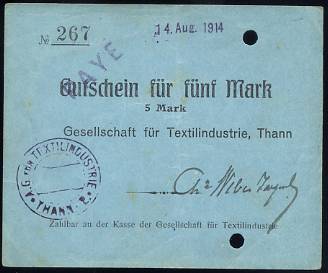 № 267
14. Aug. 1914
PAYÉ
Gutschein für fünf Mark
5 Mark
Gesellschaft für Textilindustrie, Thann
A.G. FÜR TEXTILINDUSTRIE
THANN
Zahlbar an der Kasse der Gesellschaft für Textilindustrie